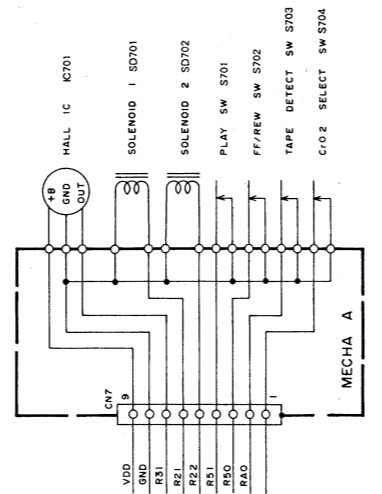 HALL IC IC701
SOLENOID 1 SD701
SOLENOID 2 SD702
PLAY SW S701
FF/REW SW S702
TAPE DETECT SW S703
CrO2 SELECT SW S704
+B
GND
OUT
MECHA A
CN7
9
1
VDD
GND
R31
R21
R22
R51
R50
RA0